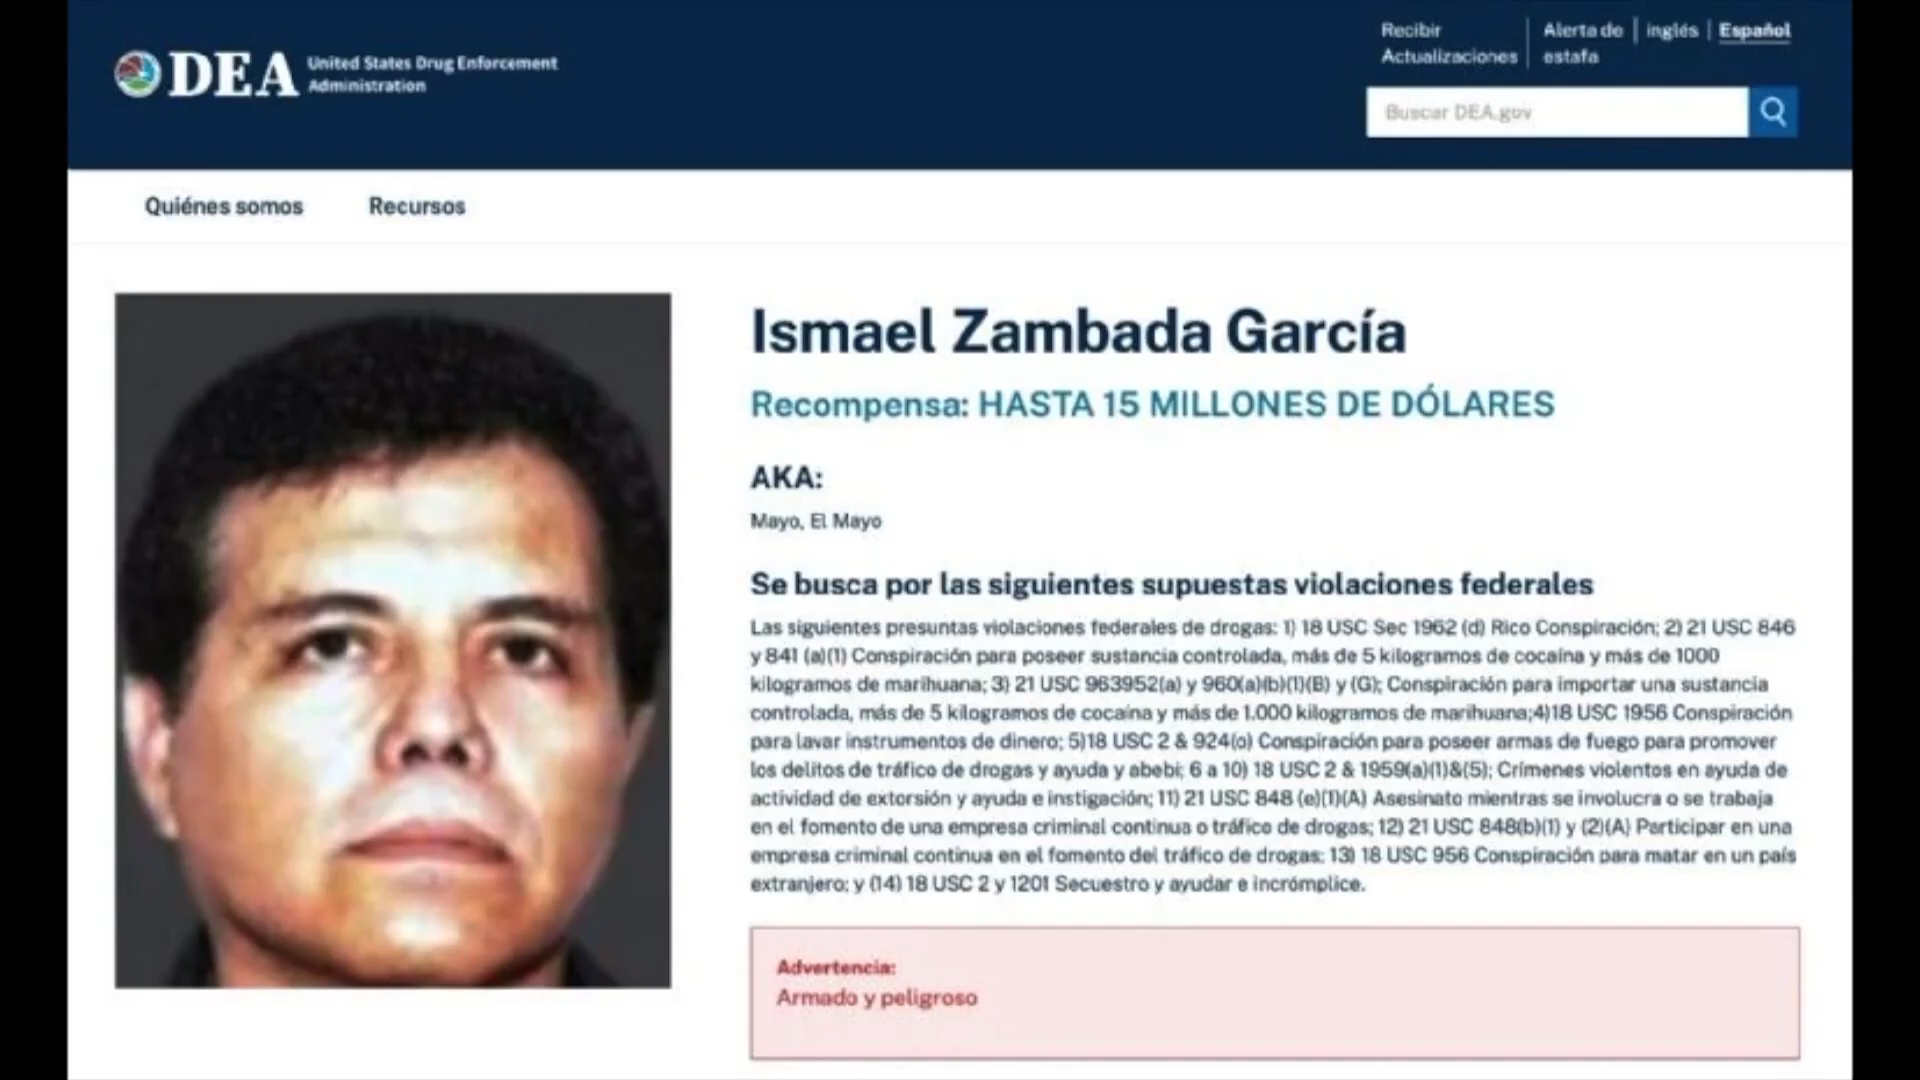 DEA
United States Drug Enforcement
Administration
Recibir
Actualizaciones
Alerta de
estafa
inglés
Español
Buscar DEA.gov
Quiénes somos
Recursos
Ismael Zambada García
Recompensa: HASTA 15 MILLONES DE DÓLARES
AKA:
Mayo, El Mayo
Se busca por las siguientes supuestas violaciones federales
Las siguientes presuntas violaciones federales de drogas: 1) 18 USC Sec 1962 (d) Rico Conspiración; 2) 21 USC 846
y 841 (a)(1) Conspiración para poseer sustancia controlada, más de 5 kilogramos de cocaína y más de 1000
kilogramos de marihuana; 3) 21 USC 963952(a) y 960(a)(b)(1)(B) y (G); Conspiración para importar una sustancia
controlada, más de 5 kilogramos de cocaína y más de 1.000 kilogramos de marihuana;4)18 USC 1956 Conspiración
para lavar instrumentos de dinero; 5)18 USC 2 & 924(o) Conspiración para poseer armas de fuego para promover
los delitos de tráfico de drogas y ayuda y abebi; 6 a 10) 18 USC 2 & 1959(a)(1)&(5); Crímenes violentos en ayuda de
actividad de extorsión y ayuda e instigación; 11) 21 USC 848 (e)(1)(A) Asesinato mientras se involucra o se trabaja
en el fomento de una empresa criminal continua o tráfico de drogas; 12) 21 USC 848(b)(1) y (2)(A) Participar en una
empresa criminal continua en el fomento del tráfico de drogas; 13) 18 USC 956 Conspiración para matar en un país
extranjero; y (14) 18 USC 2 y 1201 Secuestro y ayudar e incrómplice.
Advertencia:
Armado y peligroso